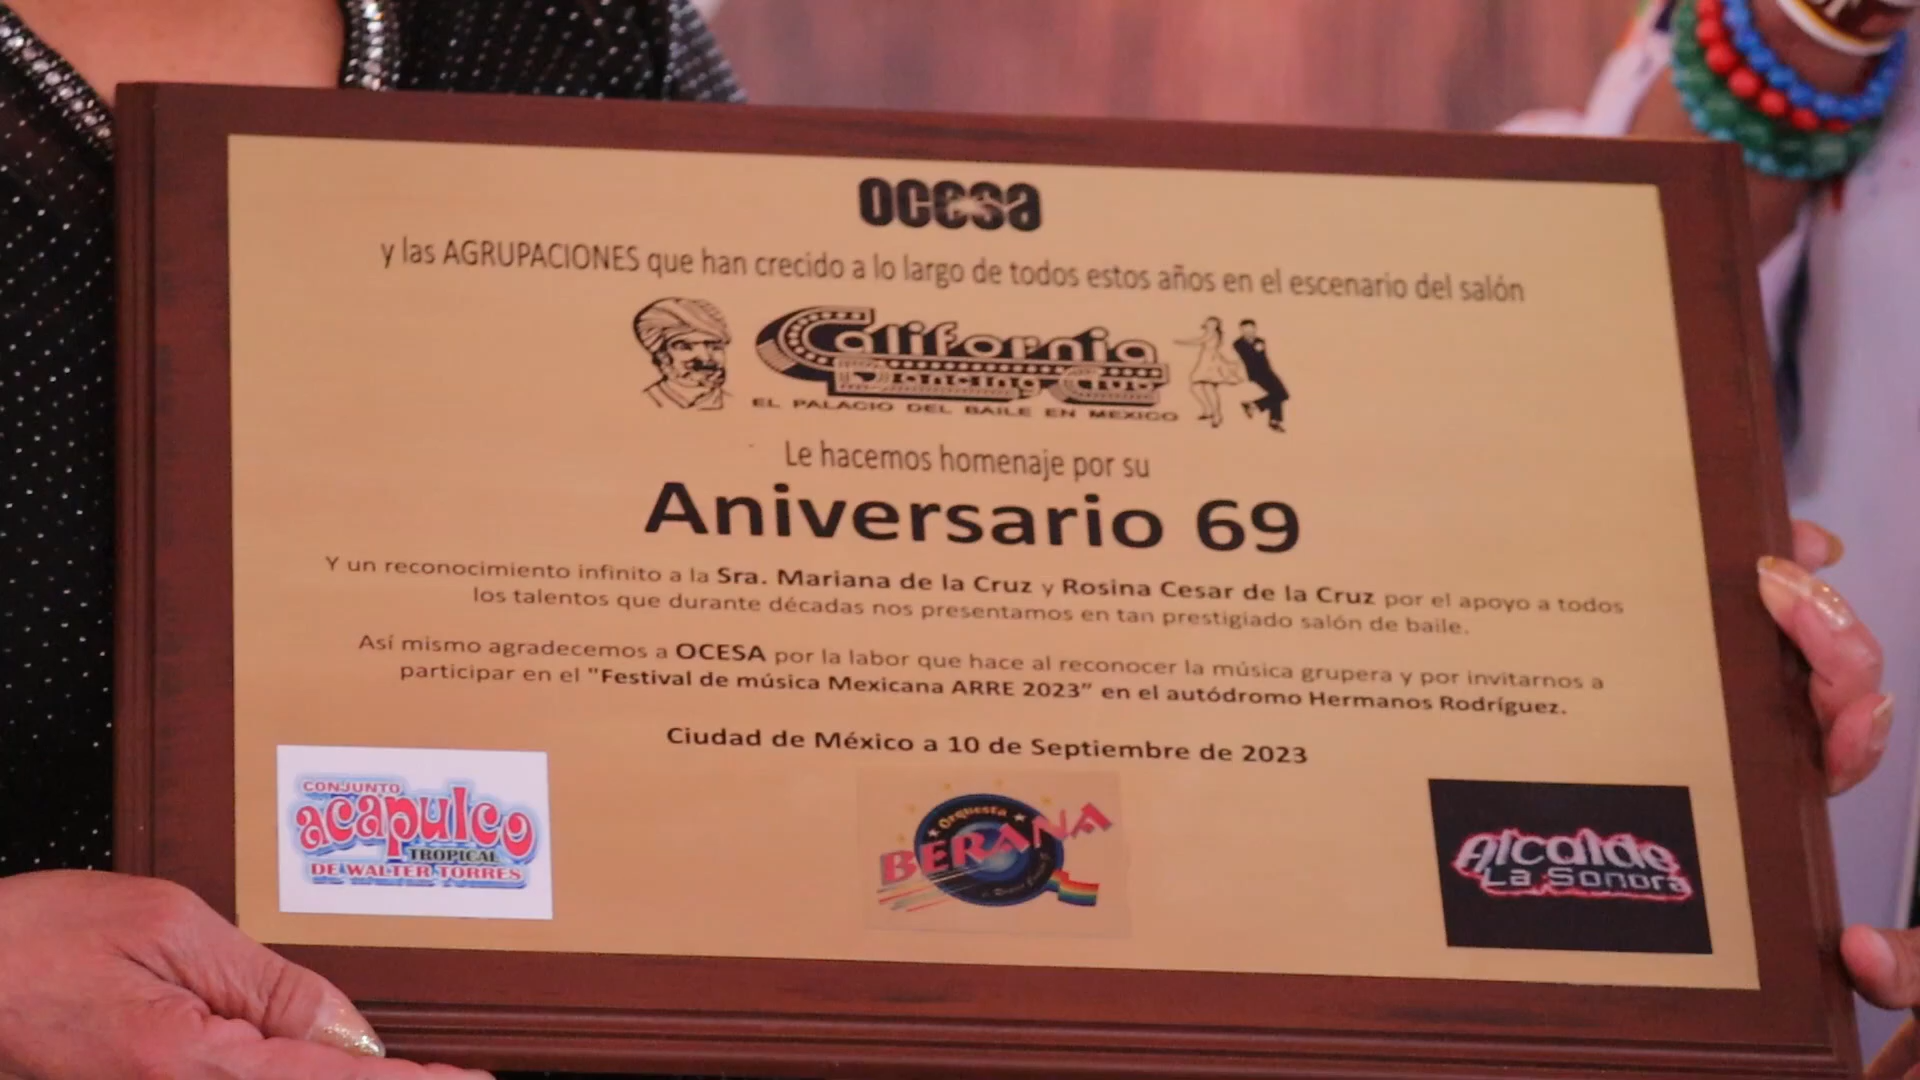 ocesa
y las AGRUPACIONES que han crecido a lo largo de todos estos años en el escenario del salón
California
Dancing Club
EL PALACIO DEL BAILE EN MEXICO
Le hacemos homenaje por su
Aniversario 69
Y un reconocimiento infinito a la Sra. Mariana de la Cruz y Rosina Cesar de la Cruz por el apoyo a todos
los talentos que durante décadas nos presentamos en tan prestigiado salón de baile.
Así mismo agradecemos a OCESA por la labor que hace al reconocer la música grupera y por invitarnos a
participar en el "Festival de música Mexicana ARRE 2023” en el autódromo Hermanos Rodríguez.
Ciudad de México a 10 de Septiembre de 2023
CONJUNTO
acapulco
TROPICAL
DE WALTER TORRES
Orquesta
BERANA
Alcalde
La Sonora